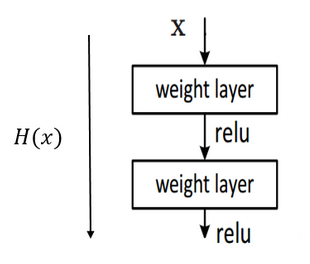 X
weight layer
relu
H(x)
weight layer
relu